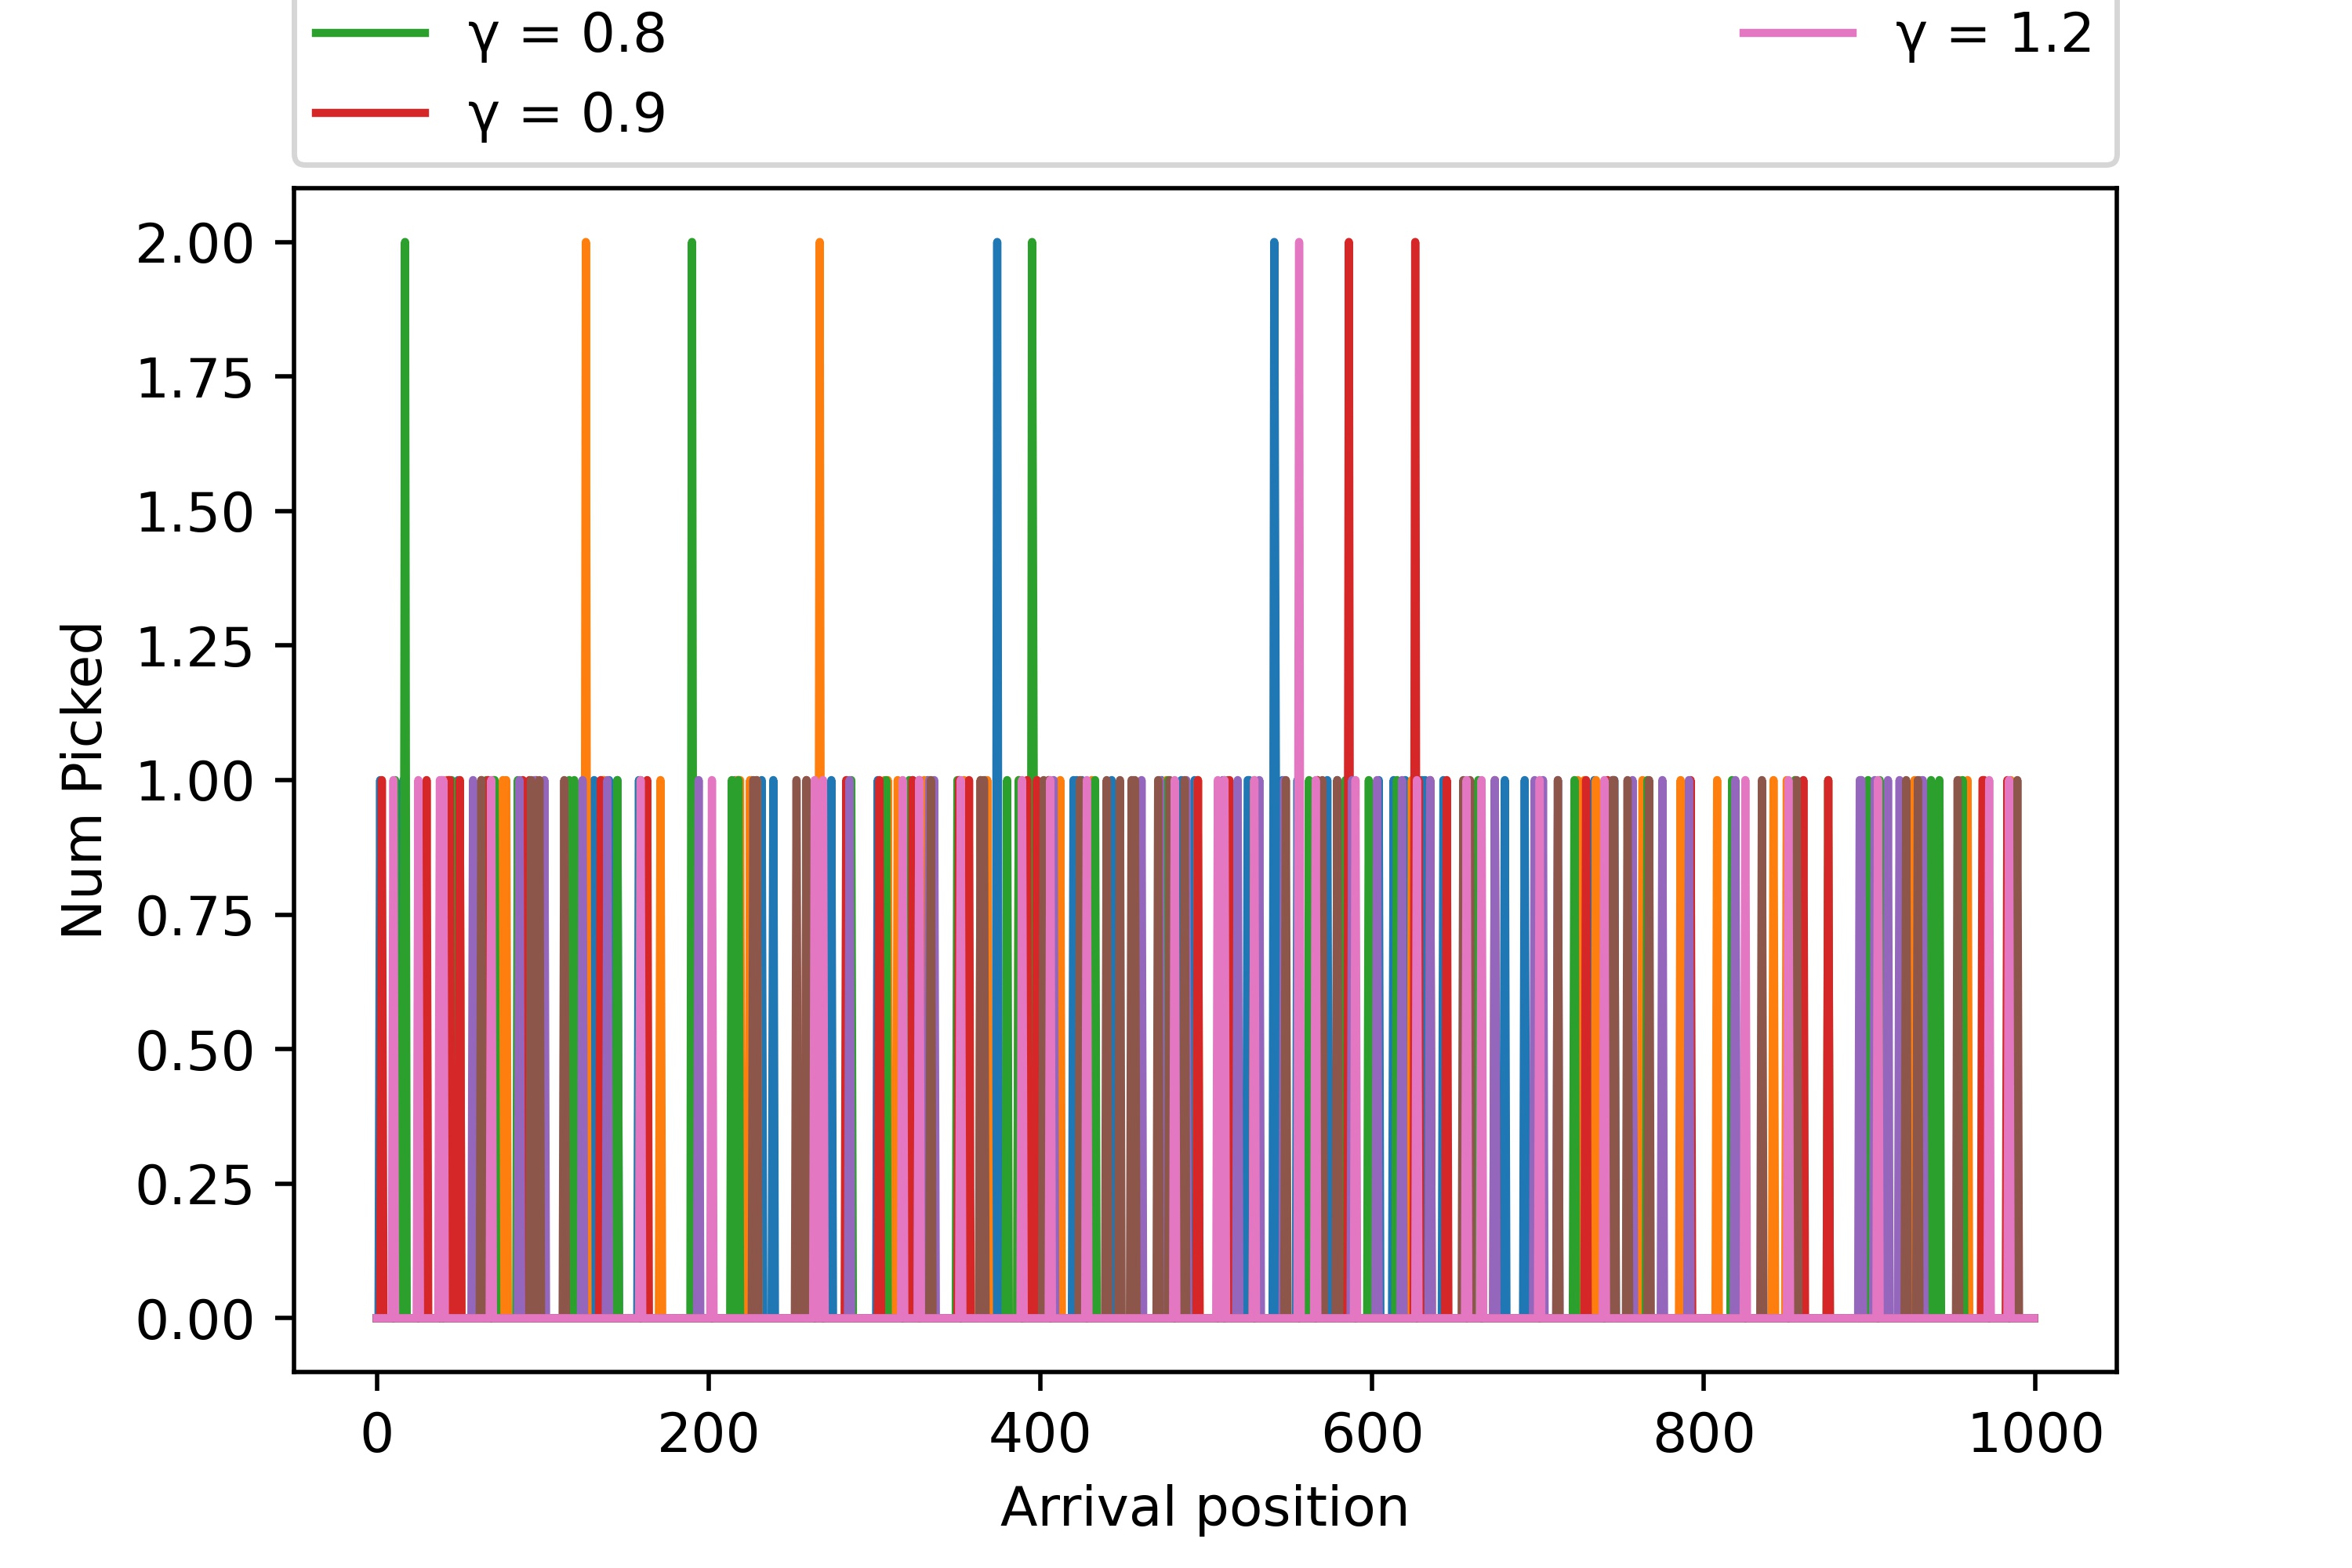 γ = 0.8
γ = 1.2
γ = 0.9
2.00
1.75
1.50
1.25
1.00
0.75
0.50
0.25
0.00
Num Picked
0 200 400 600 800 1000
Arrival position